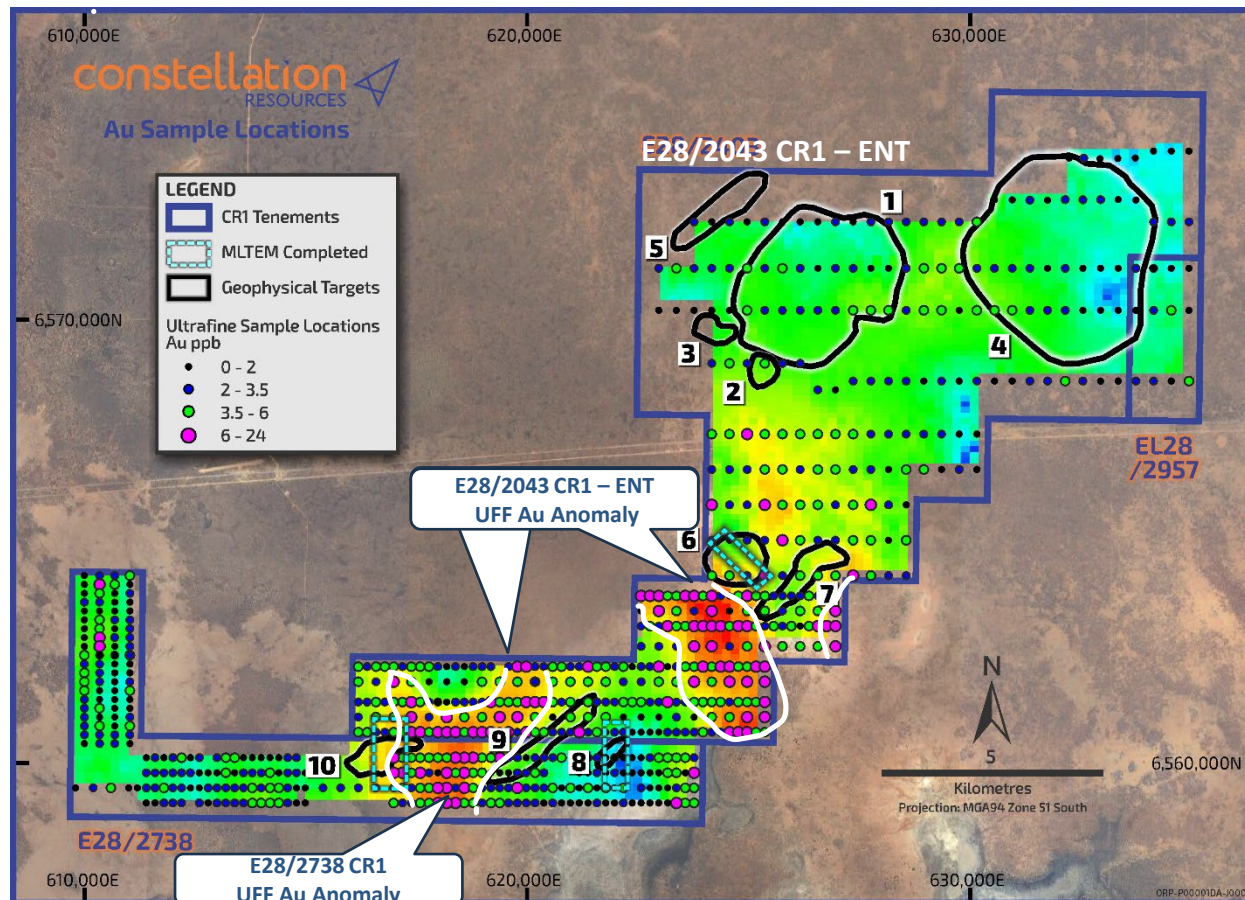 610,000E
620,000E
630,000E
constellation
RESOURCES
Au Sample Locations
E28/2043 CR1 – ENT
LEGEND
CR1 Tenements
MLTEM Completed
Geophysical Targets
Ultrafine Sample Locations
Au ppb
0 - 2
2 - 3.5
3.5 - 6
6 - 24
1
5
6,570,000N
3
4
2
EL28
/2957
E28/2043 CR1 – ENT
UFF Au Anomaly
6
7
N
9
10
8
5
Kilometres
Projection: MGA94 Zone 51 South
6,560,000N
E28/2738
E28/2738 CR1
UFF Au Anomaly
610,000E
620,000E
630,000E